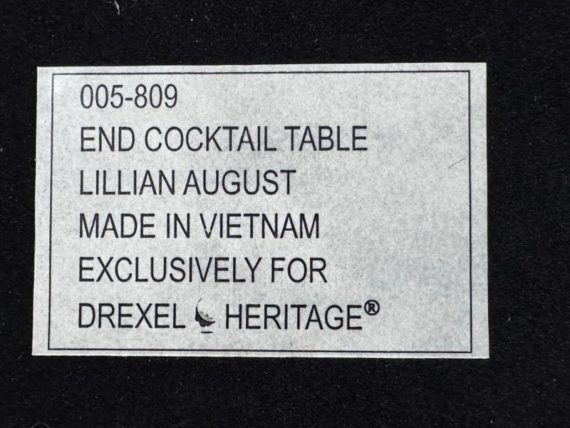 005-809
END COCKTAIL TABLE
LILLIAN AUGUST
MADE IN VIETNAM
EXCLUSIVELY FOR
DREXEL HERITAGE®